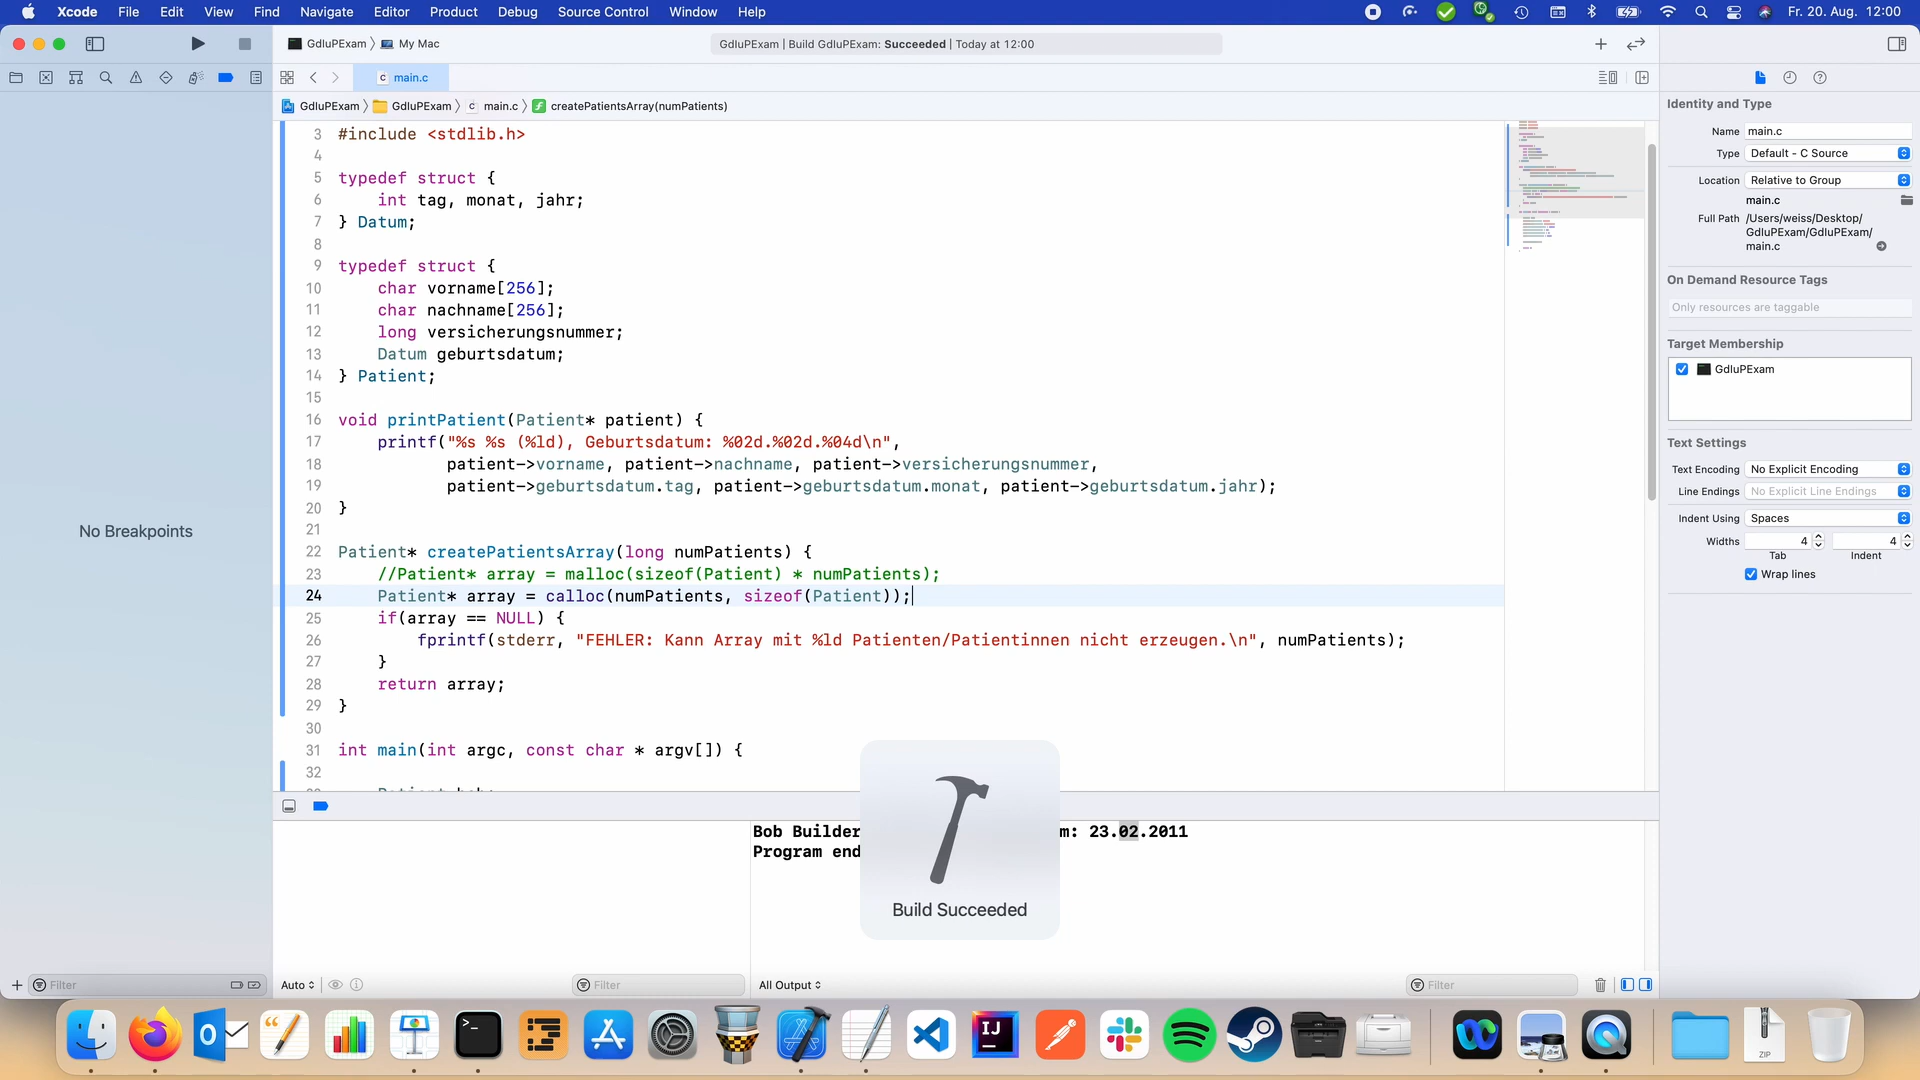 Xcode File Edit View Find Navigate Editor Product Debug Source Control Window Help Fr. 20. Aug. 12:00
GdIuPExam 〉 My Mac
GdIuPExam | Build GdIuPExam: Succeeded | Today at 12:00
main.c
GdIuPExam 〉 GdIuPExam 〉 main.c 〉 createPatientsArray(numPatients)
3 #include <stdlib.h>
4
5 typedef struct {
6 int tag, monat, jahr;
7 } Datum;
8
9 typedef struct {
10 char vorname[256];
11 char nachname[256];
12 long versicherungsnummer;
13 Datum geburtsdatum;
14 } Patient;
15
16 void printPatient(Patient* patient) {
17 printf("%s %s (%ld), Geburtsdatum: %02d.%02d.%04d\n",
18 patient->vorname, patient->nachname, patient->versicherungsnummer,
19 patient->geburtsdatum.tag, patient->geburtsdatum.monat, patient->geburtsdatum.jahr);
20 }
21
22 Patient* createPatientsArray(long numPatients) {
23 //Patient* array = malloc(sizeof(Patient) * numPatients);
24 Patient* array = calloc(numPatients, sizeof(Patient));
25 if(array == NULL) {
26 fprintf(stderr, "FEHLER: Kann Array mit %ld Patienten/Patientinnen nicht erzeugen.\n", numPatients);
27 }
28 return array;
29 }
30
31 int main(int argc, const char * argv[]) {
32
No Breakpoints
Identity and Type
Name main.c
Type Default - C Source
Location Relative to Group
main.c
Full Path /Users/weiss/Desktop/
GdIuPExam/GdIuPExam/
main.c
On Demand Resource Tags
Only resources are taggable
Target Membership
GdIuPExam
Text Settings
Text Encoding No Explicit Encoding
Line Endings No Explicit Line Endings
Indent Using Spaces
Widths 4 4
Tab Indent
Wrap lines
Bob Builder m: 23.02.2011
Program end
Build Succeeded
Filter
Auto
Filter
All Output
Filter
ZIP